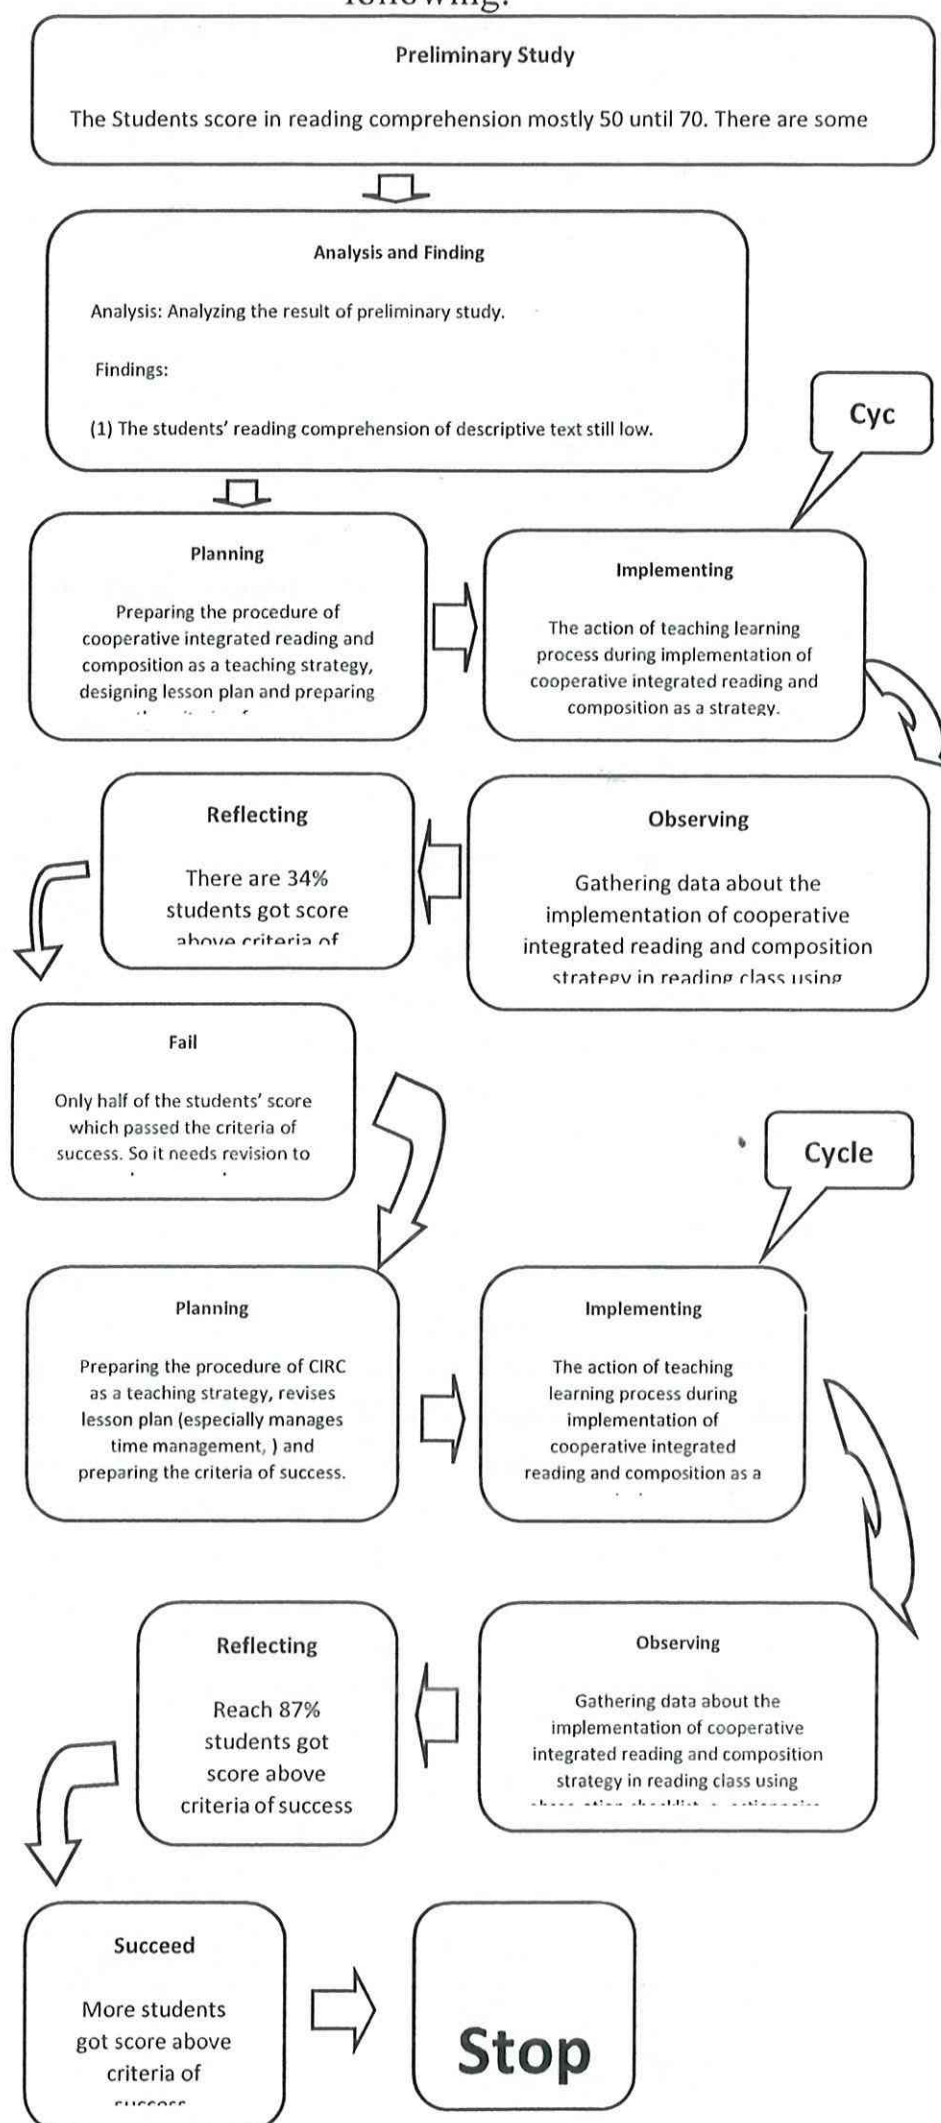 following:
Preliminary Study
The Students score in reading comprehension mostly 50 until 70. There are some
Analysis and Finding
Analysis: Analyzing the result of preliminary study.
Findings:
(1) The students' reading comprehension of descriptive text still low.
Cyc
Planning
Preparing the procedure of
cooperative integrated reading and
composition as a teaching strategy,
designing lesson plan and preparing
Implementing
The action of teaching learning
process during implementation of
cooperative integrated reading and
composition as a strategy.
Reflecting
There are 34%
students got score
above criteria of
Observing
Gathering data about the
implementation of cooperative
integrated reading and composition
strategy in reading class using
Fail
Only half of the students' score
which passed the criteria of
success. So it needs revision to
Cycle
Planning
Preparing the procedure of CIRC
as a teaching strategy, revises
lesson plan (especially manages
time management, ) and
preparing the criteria of success.
Implementing
The action of teaching
learning process during
implementation of
cooperative integrated
reading and composition as a
Reflecting
Reach 87%
students got
score above
criteria of success
Observing
Gathering data about the
implementation of cooperative
integrated reading and composition
strategy in reading class using
Succeed
More students
got score above
criteria of
success
Stop